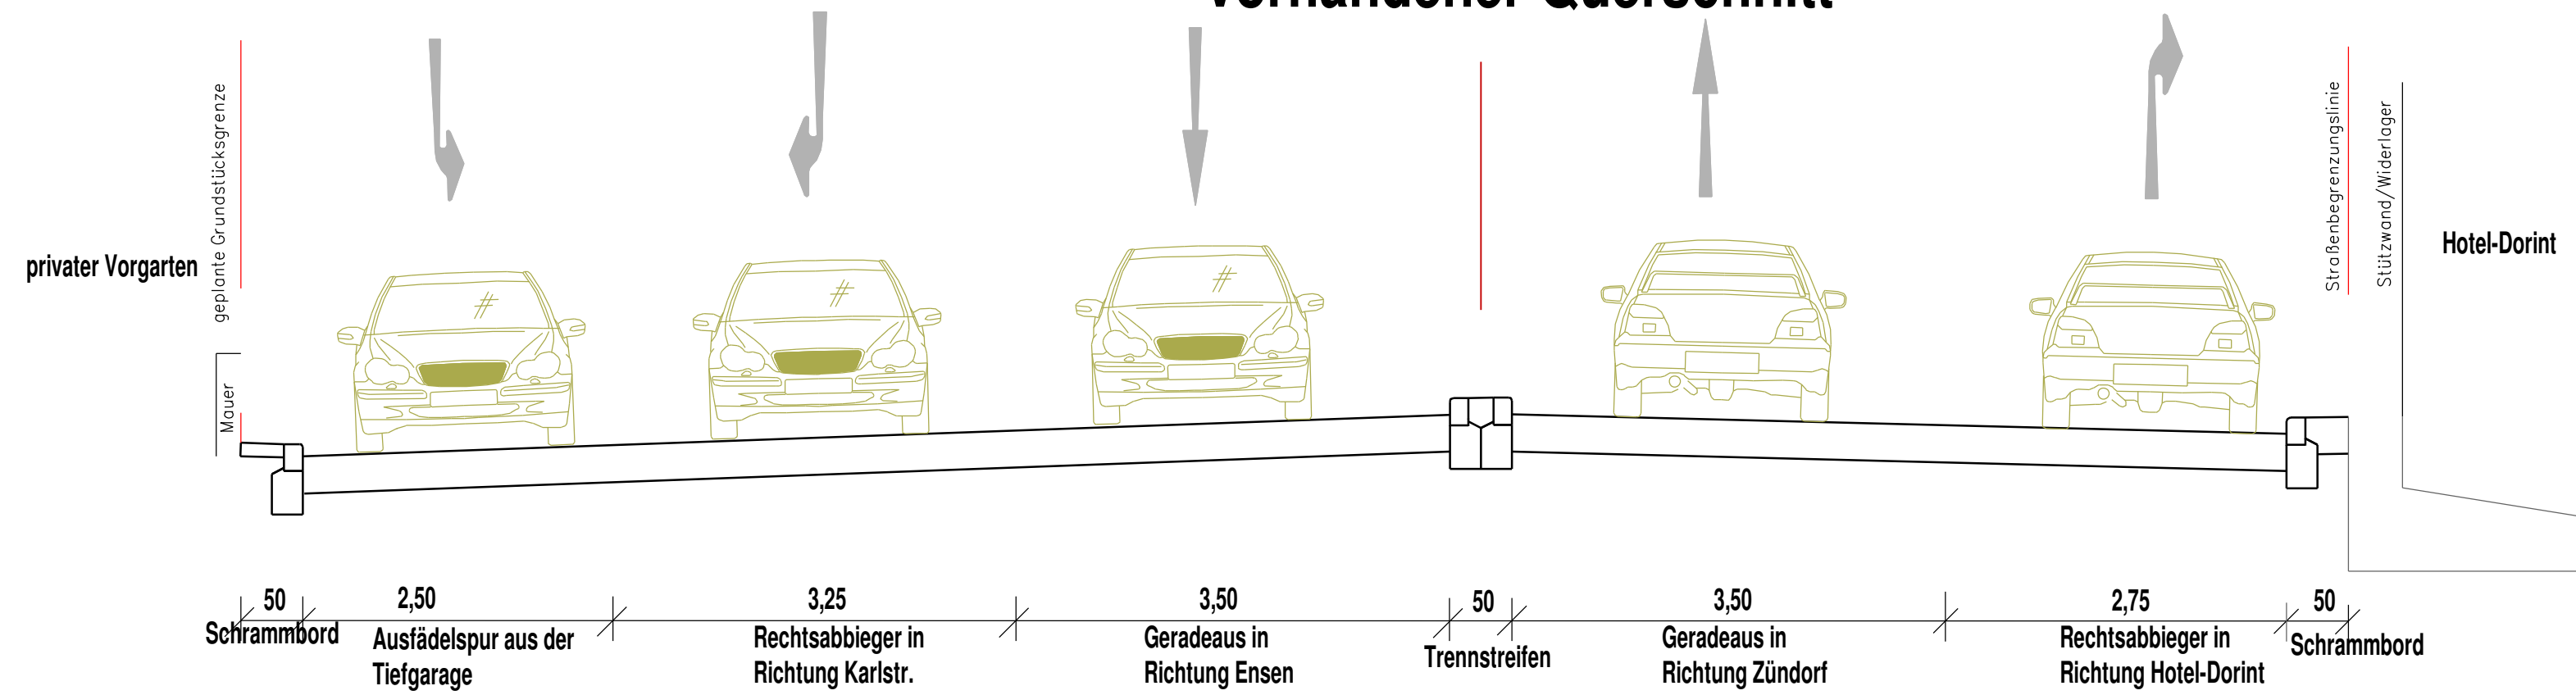 Vorhandener Querschnitt
geplante Grundstücksgrenze
Straßenbegrenzungslinie
Stützwand/Widerlager
privater Vorgarten
Hotel-Dorint
Mauer
50
2,50
3,25
3,50
50
3,50
2,75
50
Schrammbord
Ausfädelspur aus der
Tiefgarage
Rechtsabbieger in
Richtung Karlstr.
Geradeaus in
Richtung Ensen
Trennstreifen
Geradeaus in
Richtung Zündorf
Rechtsabbieger in
Richtung Hotel-Dorint
Schrammbord